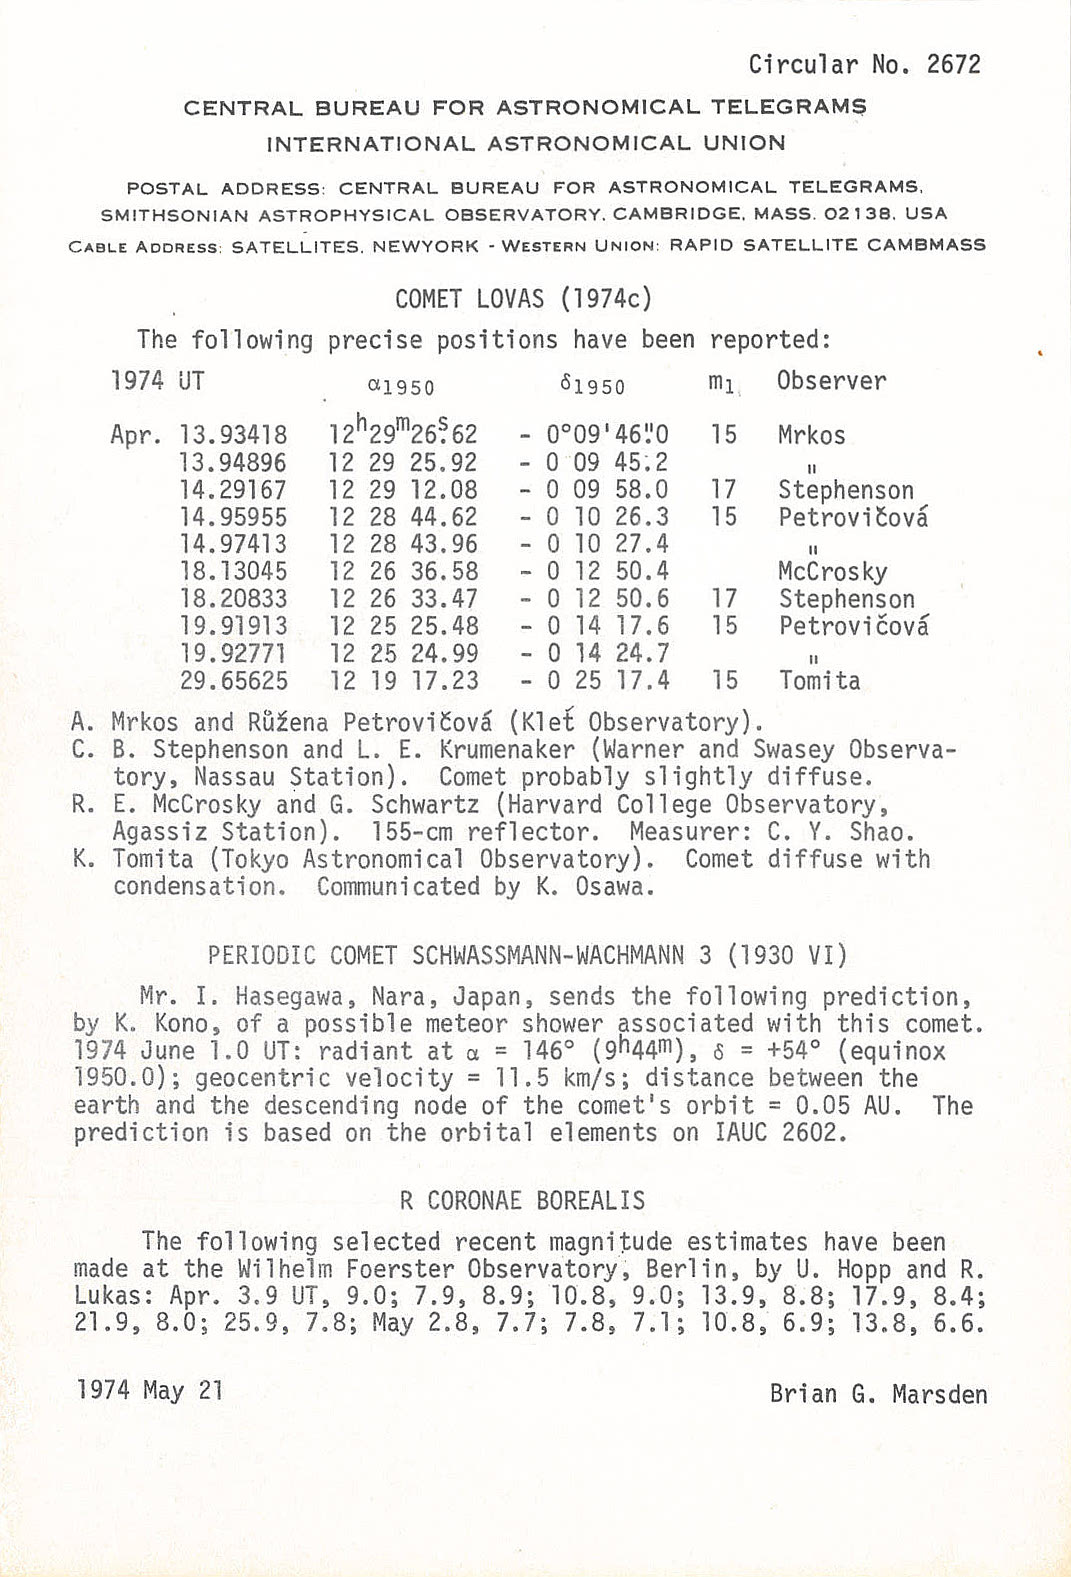 Circular No. 2672
CENTRAL BUREAU FOR ASTRONOMICAL TELEGRAMS
INTERNATIONAL ASTRONOMICAL UNION
POSTAL ADDRESS: CENTRAL BUREAU FOR ASTRONOMICAL TELEGRAMS,
SMITHSONIAN ASTROPHYSICAL OBSERVATORY, CAMBRIDGE, MASS. 02138, USA
CABLE ADDRESS: SATELLITES, NEWYORK - WESTERN UNION: RAPID SATELLITE CAMBMASS
COMET LOVAS (1974c)
The following precise positions have been reported:
1974 UT α1950 δ1950 m1 Observer
Apr. 13.93418 12ʰ29ᵐ26ˢ.62 - 0°09'46".0 15 Mrkos
13.94896 12 29 25.92 - 0 09 45.2 "
14.29167 12 29 12.08 - 0 09 58.0 17 Stephenson
14.95955 12 28 44.62 - 0 10 26.3 15 Petrovičová
14.97413 12 28 43.96 - 0 10 27.4 "
18.13045 12 26 36.58 - 0 12 50.4 McCrosky
18.20833 12 26 33.47 - 0 12 50.6 17 Stephenson
19.91913 12 25 25.48 - 0 14 17.6 15 Petrovičová
19.92771 12 25 24.99 - 0 14 24.7 "
29.65625 12 19 17.23 - 0 25 17.4 15 Tomita
A. Mrkos and Růžena Petrovičová (Kleť Observatory).
C. B. Stephenson and L. E. Krumenaker (Warner and Swasey Observa-
tory, Nassau Station). Comet probably slightly diffuse.
R. E. McCrosky and G. Schwartz (Harvard College Observatory,
Agassiz Station). 155-cm reflector. Measurer: C. Y. Shao.
K. Tomita (Tokyo Astronomical Observatory). Comet diffuse with
condensation. Communicated by K. Osawa.
PERIODIC COMET SCHWASSMANN-WACHMANN 3 (1930 VI)
Mr. I. Hasegawa, Nara, Japan, sends the following prediction,
by K. Kono, of a possible meteor shower associated with this comet.
1974 June 1.0 UT: radiant at α = 146° (9ʰ44ᵐ), δ = +54° (equinox
1950.0); geocentric velocity = 11.5 km/s; distance between the
earth and the descending node of the comet's orbit = 0.05 AU. The
prediction is based on the orbital elements on IAUC 2602.
R CORONAE BOREALIS
The following selected recent magnitude estimates have been
made at the Wilhelm Foerster Observatory, Berlin, by U. Hopp and R.
Lukas: Apr. 3.9 UT, 9.0; 7.9, 8.9; 10.8, 9.0; 13.9, 8.8; 17.9, 8.4;
21.9, 8.0; 25.9, 7.8; May 2.8, 7.7; 7.8, 7.1; 10.8, 6.9; 13.8, 6.6.
1974 May 21 Brian G. Marsden